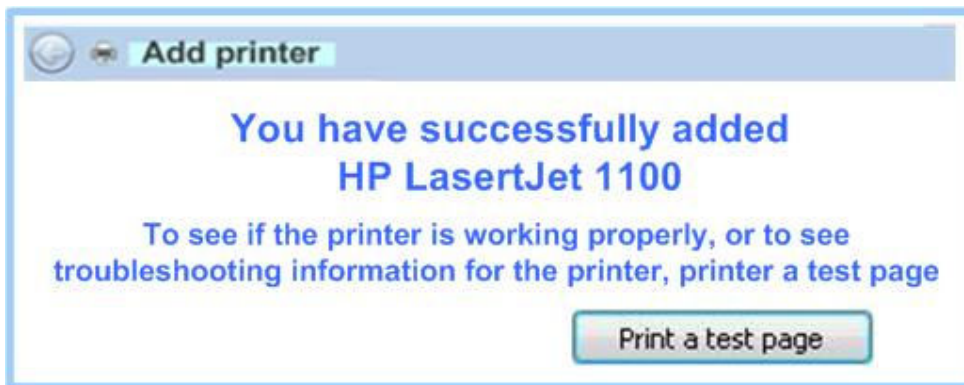 Add printer
You have successfully added
HP LasertJet 1100
To see if the printer is working properly, or to see
troubleshooting information for the printer, printer a test page
Print a test page